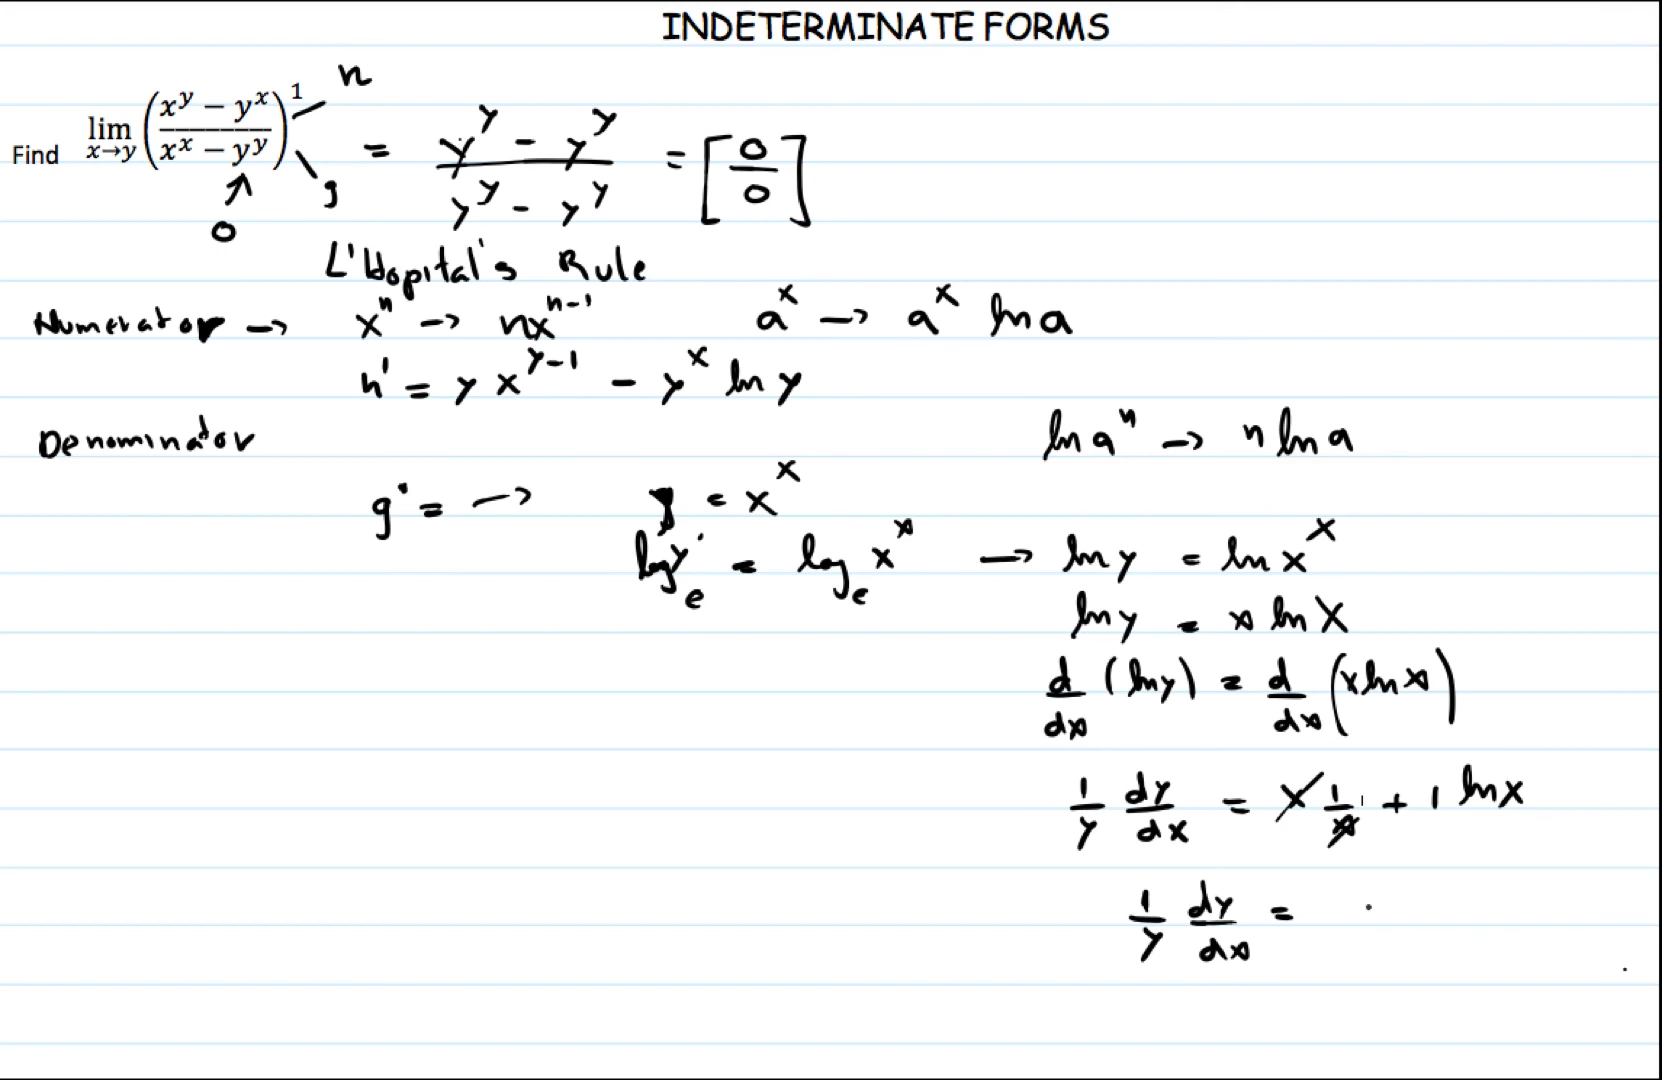 INDETERMINATE FORMS
Find lim x→y ((x^y − y^x)/(x^x − y^y))^1 n g = (y^y - y^y)/(y^y - y^y) = [0/0]
0
L'Hopital's Rule
Numerator → x^n → nx^(n-1) a^x → a^x ln a
n' = y x^(y-1) - y^x ln y
Denominator ln a^n → n ln a
g' = → y = x^x
log_e y = log_e x^x → ln y = ln x^x
ln y = x ln x
d/dx (ln y) = d/dx (x ln x)
1/y dy/dx = x 1/x + 1 ln x
1/y dy/dx =